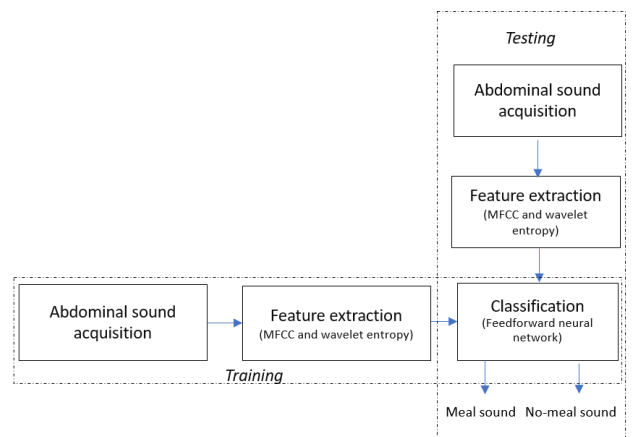 Testing
Abdominal sound
acquisition
Feature extraction
(MFCC and wavelet
entropy)
Abdominal sound
acquisition
Feature extraction
(MFCC and wavelet entropy)
Classification
(Feedforward neural
network)
Training
Meal sound
No-meal sound